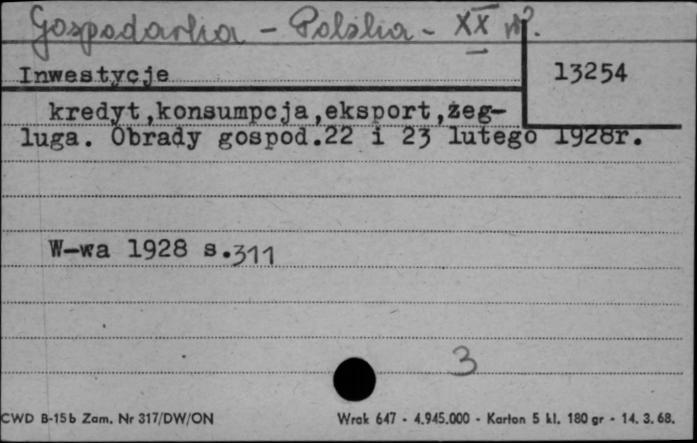 Gospodarka - Polska - XX w.
Inwestycje
13254
kredyt,konsumpcja,eksport,żeg-
luga. Obrady gospod.22 i 23 lutego 1928r.
W-wa 1928 s.311
3
CWD B-15b Zam. Nr 317/DW/ON
Wrak 647 - 4.945.000 - Karton 5 kl. 180 gr - 14. 3. 68.